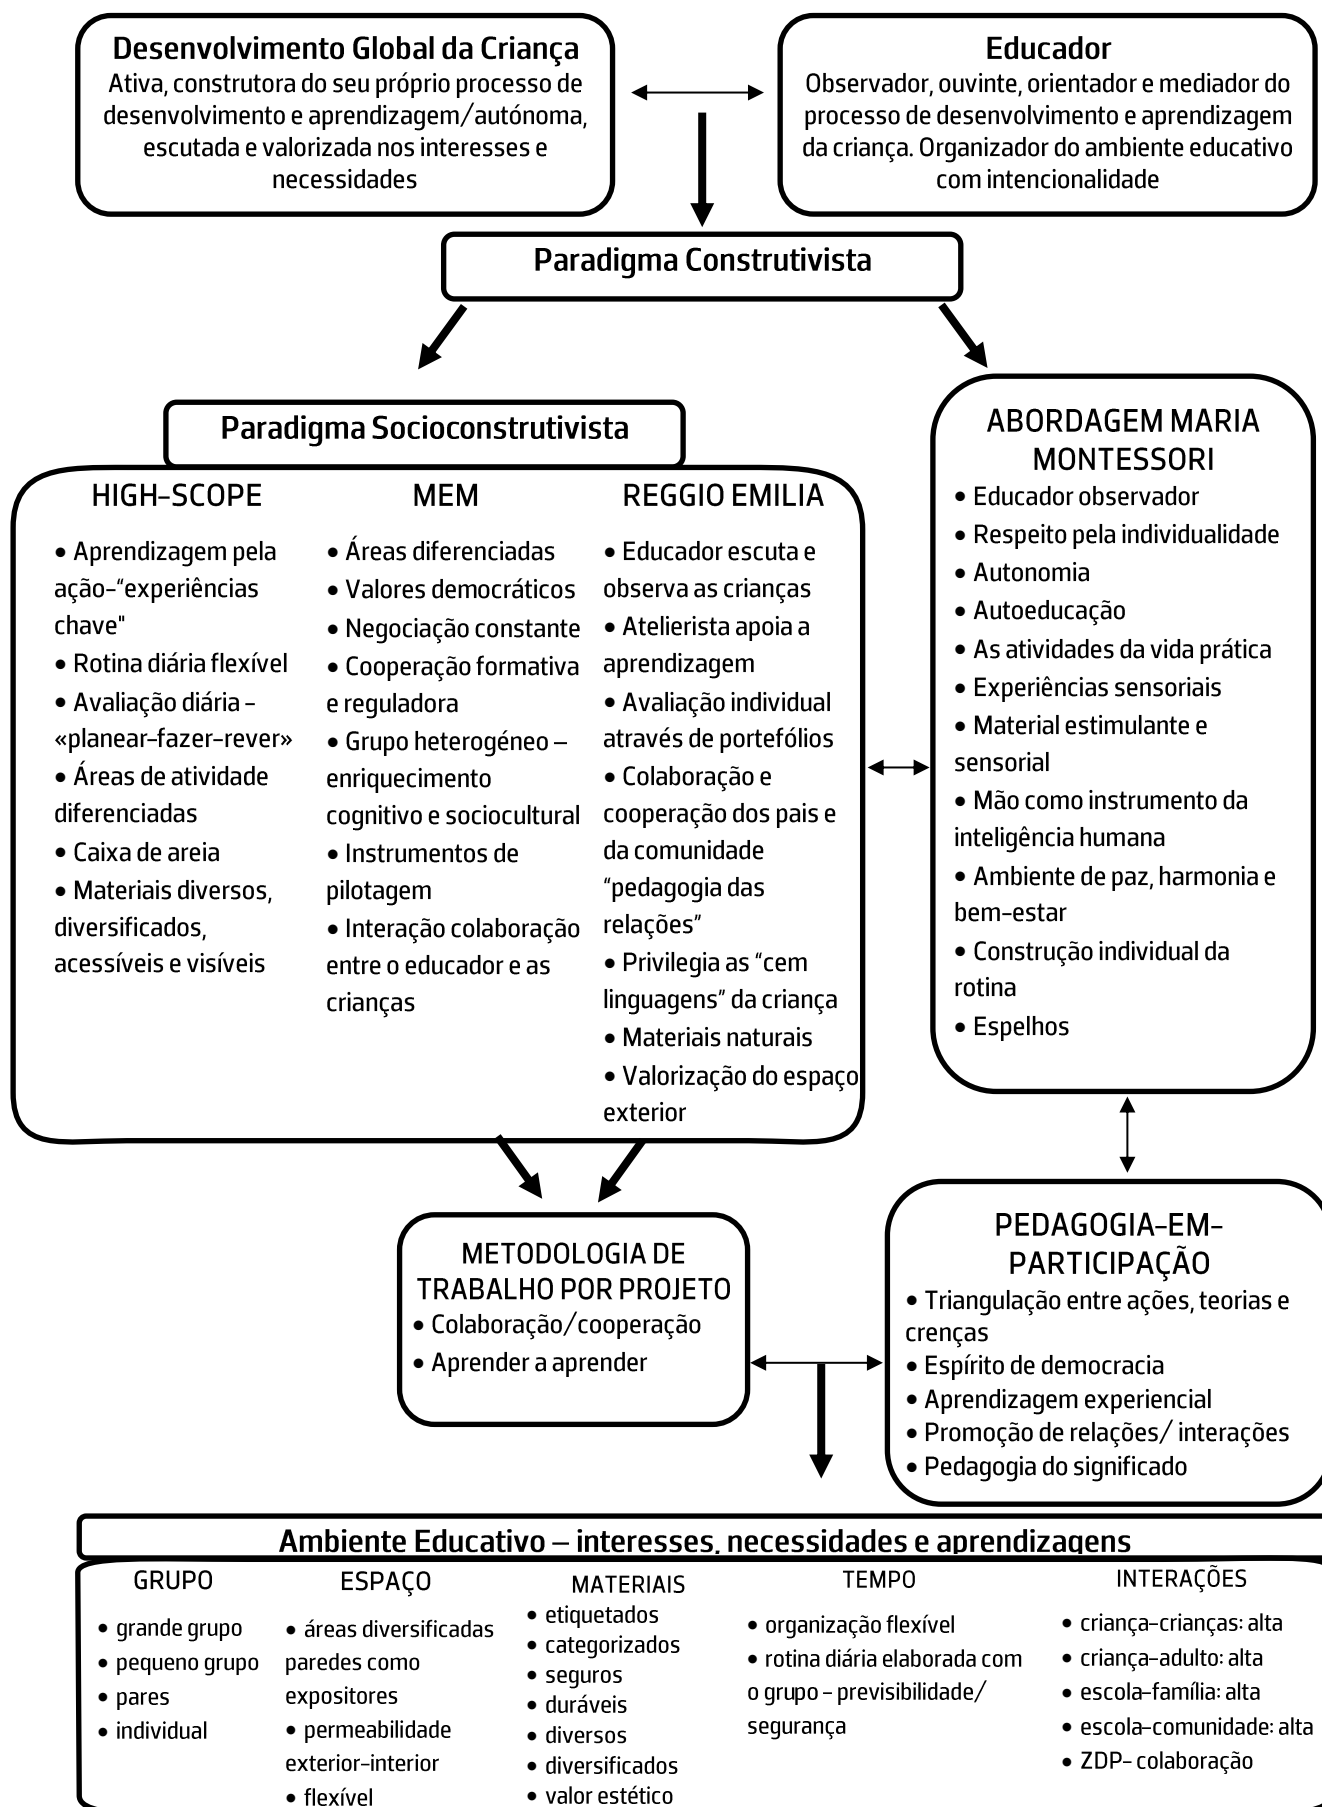 Desenvolvimento Global da Criança
Ativa, construtora do seu próprio processo de
desenvolvimento e aprendizagem/autónoma,
escutada e valorizada nos interesses e
necessidades
Educador
Observador, ouvinte, orientador e mediador do
processo de desenvolvimento e aprendizagem
da criança. Organizador do ambiente educativo
com intencionalidade
Paradigma Construtivista
Paradigma Socioconstrutivista
HIGH-SCOPE
• Aprendizagem pela
ação-“experiências
chave"
• Rotina diária flexível
• Avaliação diária -
«planear-fazer-rever»
• Áreas de atividade
diferenciadas
• Caixa de areia
• Materiais diversos,
diversificados,
acessíveis e visíveis
MEM
• Áreas diferenciadas
• Valores democráticos
• Negociação constante
• Cooperação formativa
e reguladora
• Grupo heterogéneo –
enriquecimento
cognitivo e sociocultural
• Instrumentos de
pilotagem
• Interação colaboração
entre o educador e as
crianças
REGGIO EMILIA
• Educador escuta e
observa as crianças
• Atelierista apoia a
aprendizagem
• Avaliação individual
através de portefólios
• Colaboração e
cooperação dos pais e
da comunidade
“pedagogia das
relações”
• Privilegia as “cem
linguagens” da criança
• Materiais naturais
• Valorização do espaço
exterior
ABORDAGEM MARIA
MONTESSORI
• Educador observador
• Respeito pela individualidade
• Autonomia
• Autoeducação
• As atividades da vida prática
• Experiências sensoriais
• Material estimulante e
sensorial
• Mão como instrumento da
inteligência humana
• Ambiente de paz, harmonia e
bem-estar
• Construção individual da
rotina
• Espelhos
METODOLOGIA DE
TRABALHO POR PROJETO
• Colaboração/cooperação
• Aprender a aprender
PEDAGOGIA-EM-
PARTICIPAÇÃO
• Triangulação entre ações, teorias e
crenças
• Espírito de democracia
• Aprendizagem experiencial
• Promoção de relações/ interações
• Pedagogia do significado
Ambiente Educativo – interesses, necessidades e aprendizagens
GRUPO
• grande grupo
• pequeno grupo
• pares
• individual
ESPAÇO
• áreas diversificadas
paredes como
expositores
• permeabilidade
exterior-interior
• flexível
MATERIAIS
• etiquetados
• categorizados
• seguros
• duráveis
• diversos
• diversificados
• valor estético
TEMPO
• organização flexível
• rotina diária elaborada com
o grupo - previsibilidade/
segurança
INTERAÇÕES
• criança-crianças: alta
• criança-adulto: alta
• escola-família: alta
• escola-comunidade: alta
• ZDP- colaboração